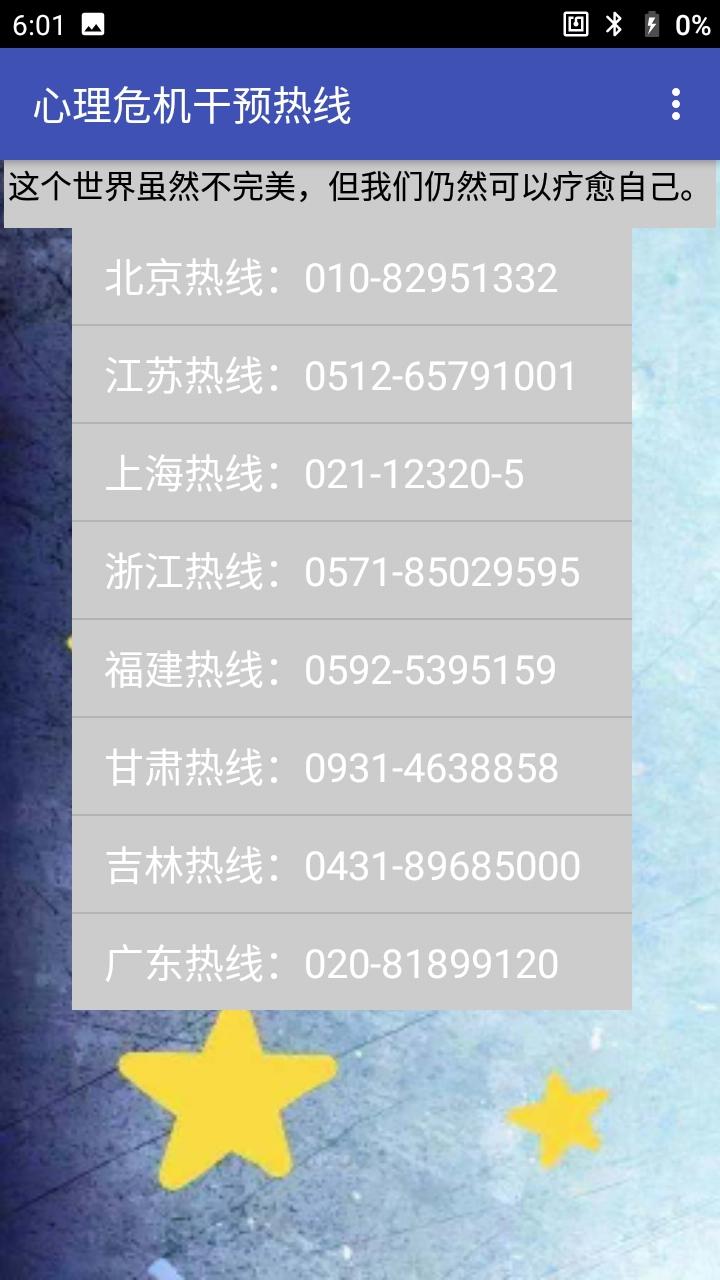 6:01
0%
心理危机干预热线
这个世界虽然不完美，但我们仍然可以疗愈自己。
北京热线：010-82951332
江苏热线：0512-65791001
上海热线：021-12320-5
浙江热线：0571-85029595
福建热线：0592-5395159
甘肃热线：0931-4638858
吉林热线：0431-89685000
广东热线：020-81899120